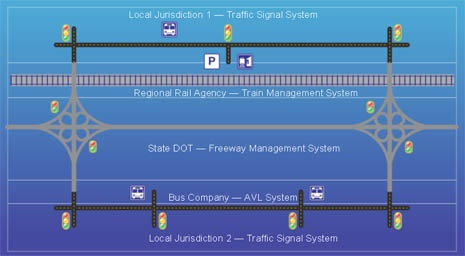 Local Jurisdiction 1 — Traffic Signal System
P
Regional Rail Agency — Train Management System
State DOT — Freeway Management System
Bus Company — AVL System
Local Jurisdiction 2 — Traffic Signal System